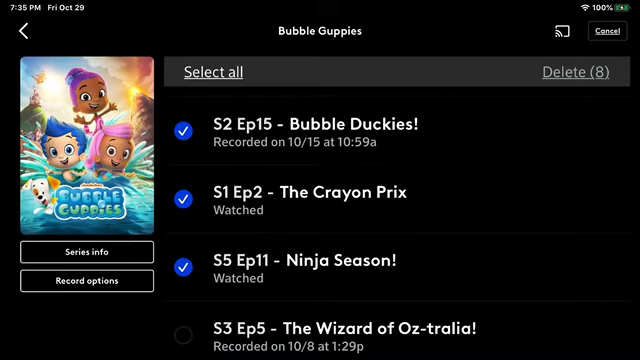 7:35 PM Fri Oct 29
100%
Bubble Guppies
Cancel
Select all
Delete (8)
S2 Ep15 - Bubble Duckies!
Recorded on 10/15 at 10:59a
S1 Ep2 - The Crayon Prix
Watched
BUBBLE
GUPPIES
Series info
S5 Ep11 - Ninja Season!
Watched
Record options
S3 Ep5 - The Wizard of Oz-tralia!
Recorded on 10/8 at 1:29p